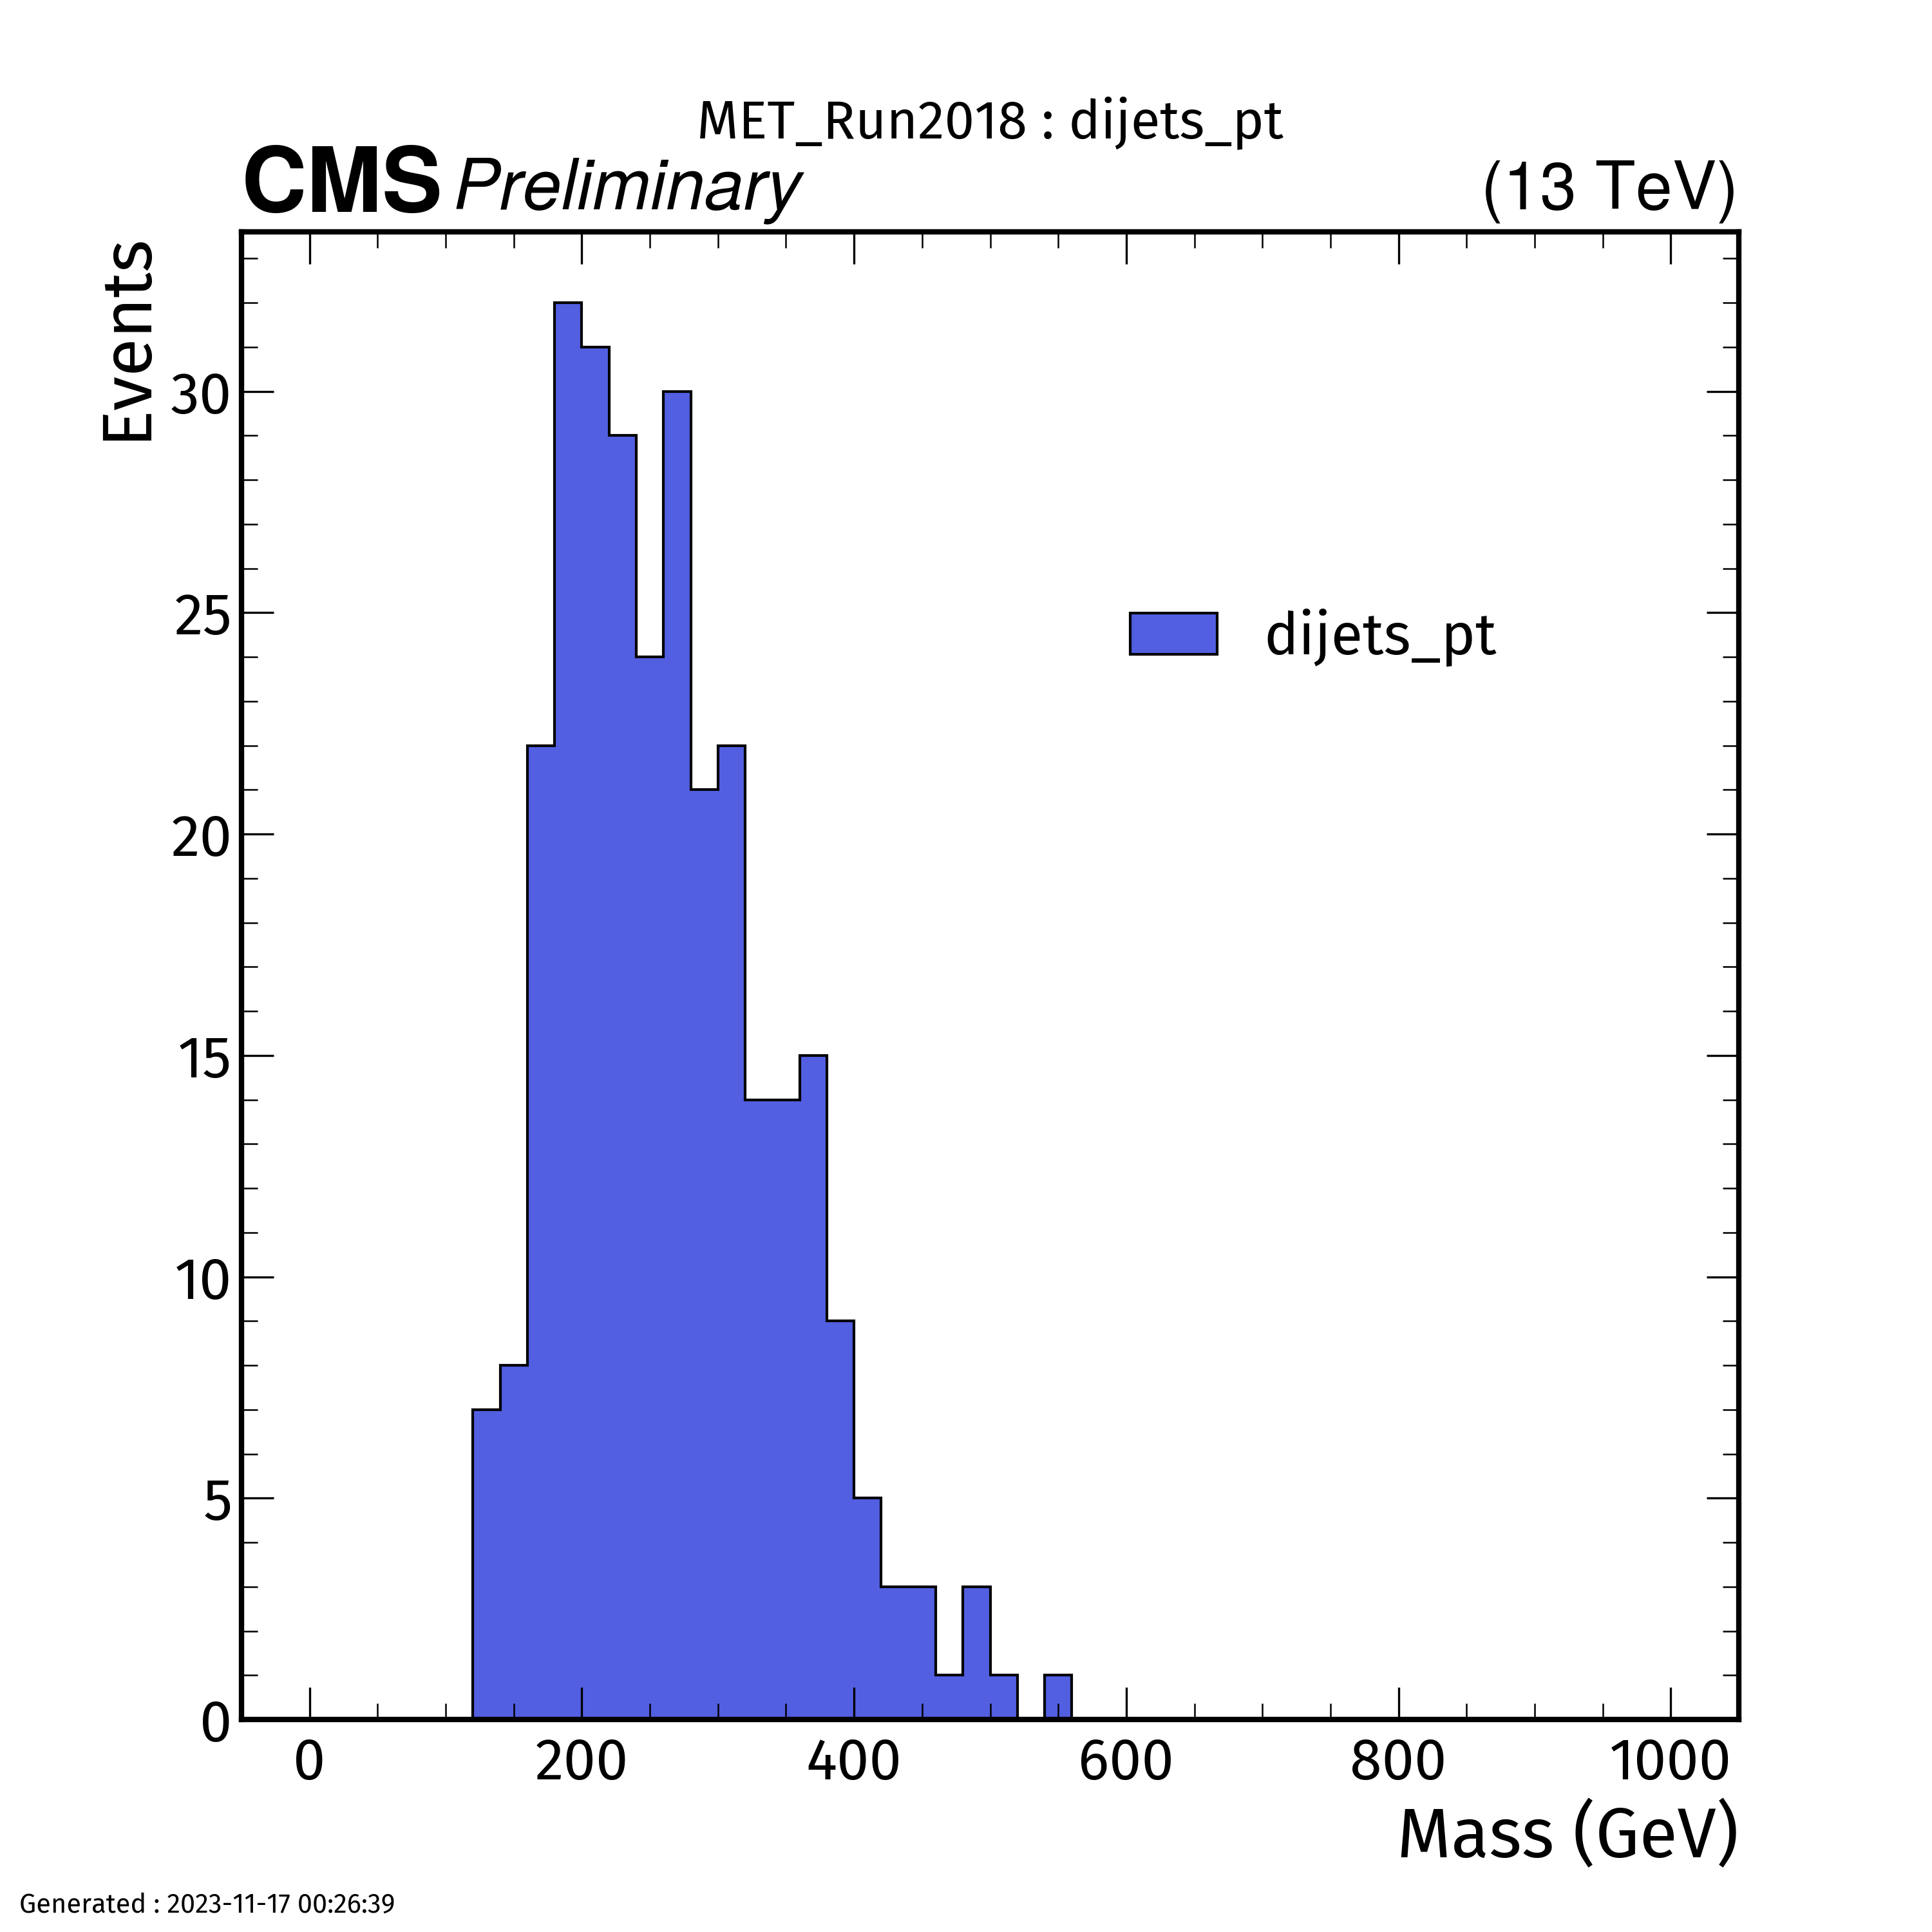 MET_Run2018 : dijets_pt
CMS Preliminary
(13 TeV)
Events
30
25
20
15
10
5
0
dijets_pt
0 200 400 600 800 1000
Mass (GeV)
Generated : 2023-11-17 00:26:39